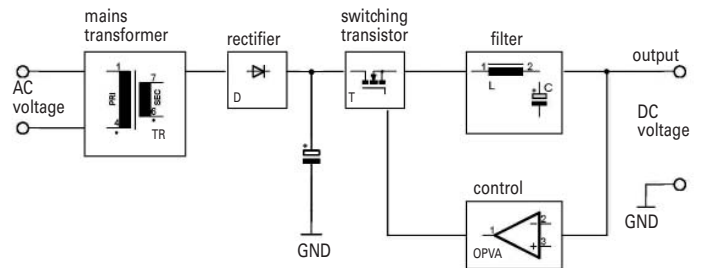 mains
transformer
rectifier
switching
transistor
filter
output
AC
voltage
1
PRI
4
7
SEC
6
TR
D
T
1
2
L
C
+
DC
voltage
+
GND
control
1
2
3
-
+
OPVA
GND